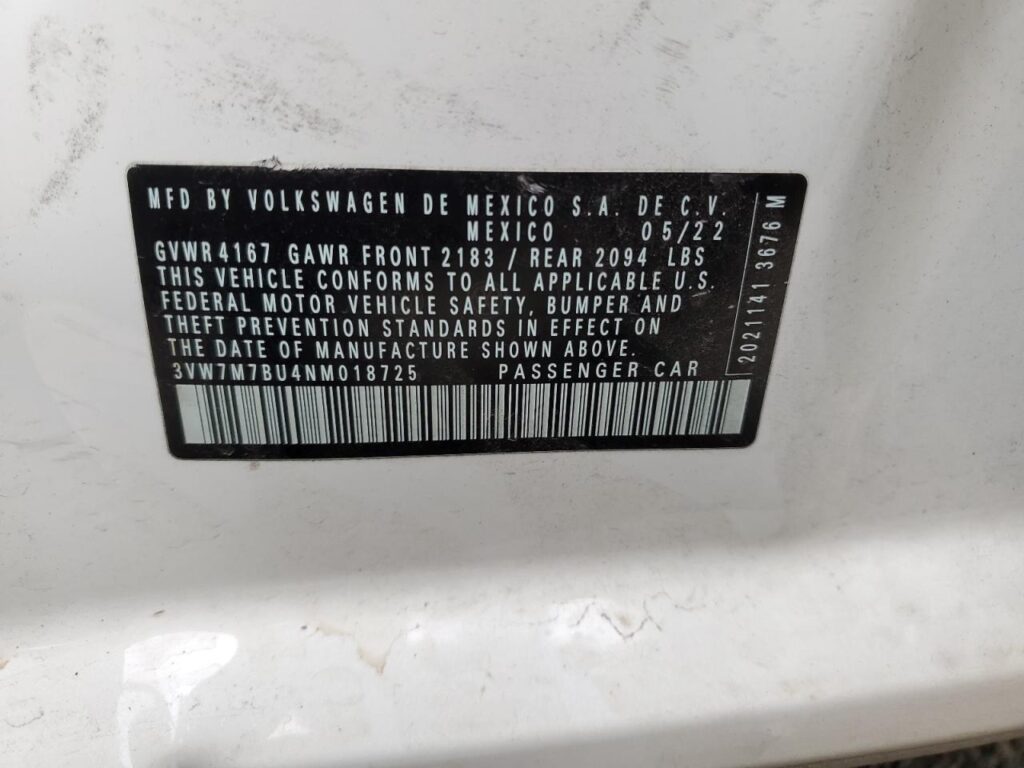 MFD BY VOLKSWAGEN DE MEXICO S.A. DE C.V.
MEXICO 05/22
GVWR 4167 GAWR FRONT 2183 / REAR 2094 LBS
THIS VEHICLE CONFORMS TO ALL APPLICABLE U.S.
FEDERAL MOTOR VEHICLE SAFETY, BUMPER AND
THEFT PREVENTION STANDARDS IN EFFECT ON
THE DATE OF MANUFACTURE SHOWN ABOVE.
3VW7M7BU4NM018725 PASSENGER CAR
2021141 3676 M